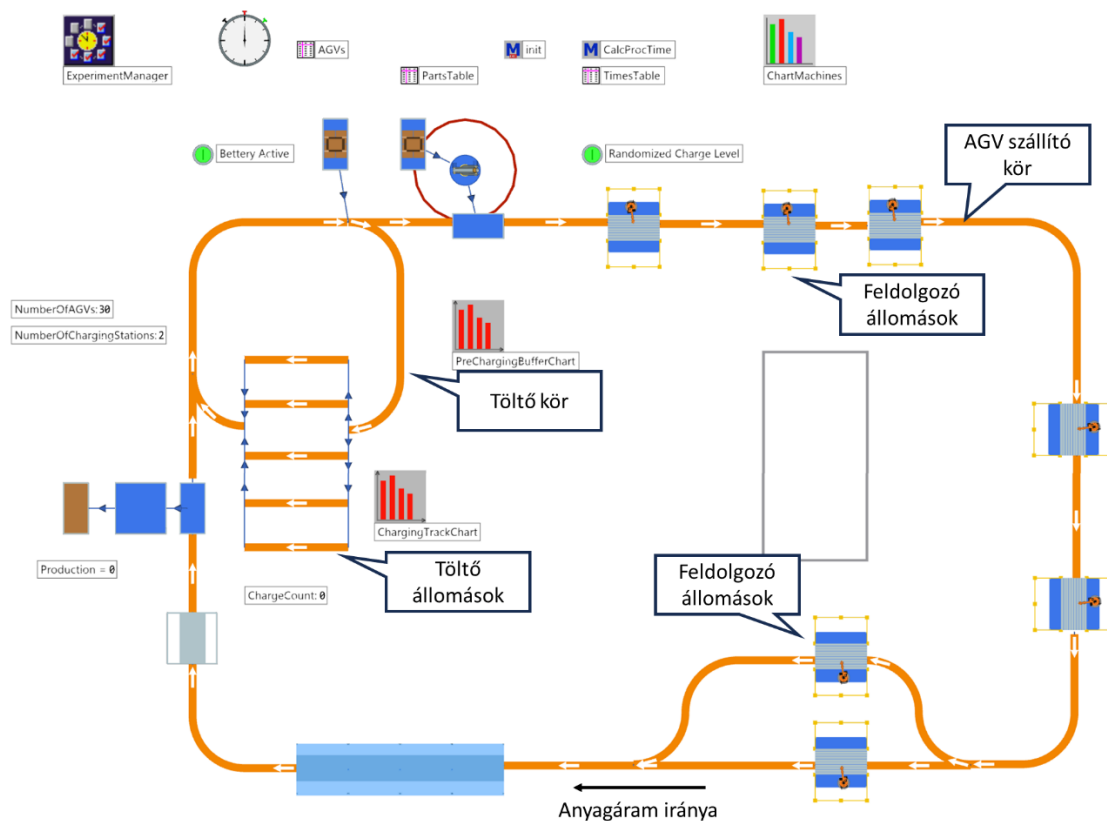 AGVs
init
CalcProcTime
ExperimentManager
PartsTable
TimesTable
ChartMachines
AGV szállító
kör
Bettery Active
Randomized Charge Level
Feldolgozó
állomások
NumberOfAGVs:30
NumberOfChargingStations:2
PreChargingBufferChart
Töltő kör
ChargingTrackChart
Production = 0
Töltő
állomások
Feldolgozó
állomások
ChargeCount: 0
Anyagáram iránya